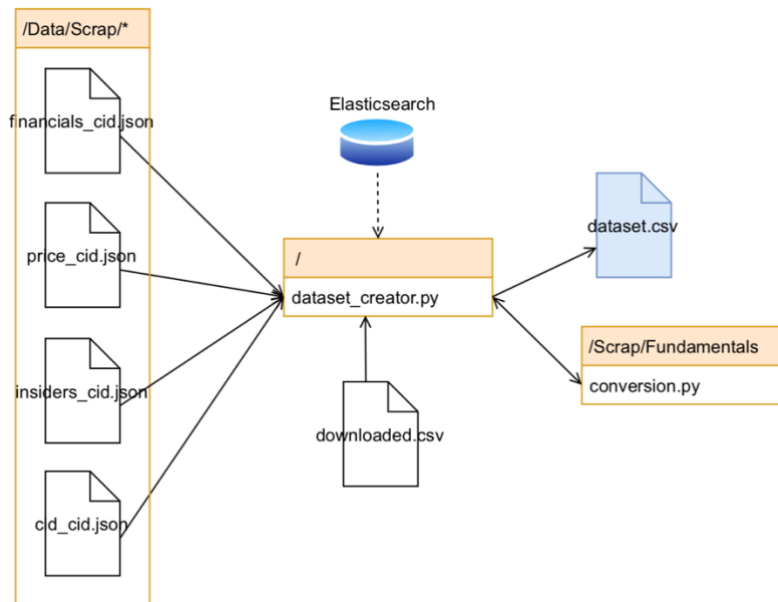 /Data/Scrap/*
financials_cid.json
price_cid.json
insiders_cid.json
cid_cid.json
Elasticsearch
/
dataset_creator.py
downloaded.csv
dataset.csv
/Scrap/Fundamentals
conversion.py